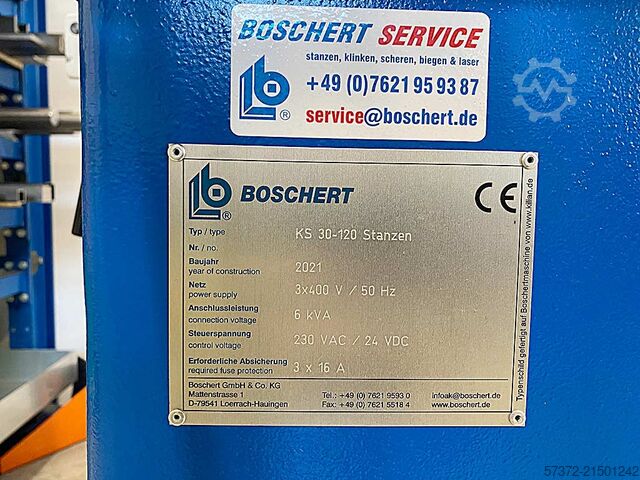 BOSCHERT SERVICE
stanzen, klinken, scheren, biegen & laser
+49 (0)7621 95 93 87
service@boschert.de
®
BOSCHERT
®
CE
Typ / type KS 30-120 Stanzen
Nr. / no.
Baujahr
year of construction 2021
Netz
power supply 3x400 V / 50 Hz
Anschlussleistung
connection voltage 6 kVA
Steuerspannung
control voltage 230 VAC / 24 VDC
Erforderliche Absicherung
required fuse protection 3 x 16 A
Boschert GmbH & Co. KG
Mattenstrasse 1 Tel.: +49 (0) 7621 9593 0 infoak@boschert.de
D-79541 Loerrach-Hauingen Fax: +49 (0) 7621 5518 4 www.boschert.de
Typenschild gefertigt auf Boschertmaschine von www.kilian.de
57372-21501242